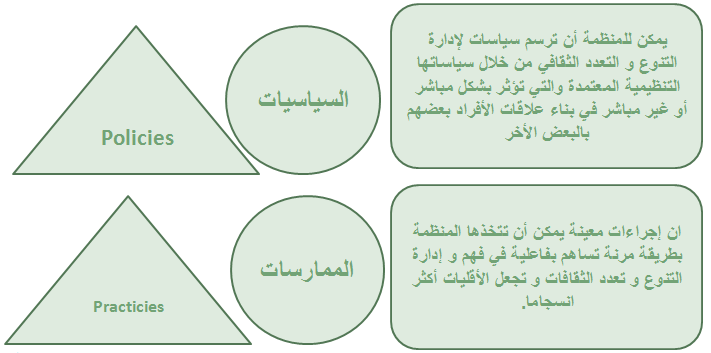 يمكن للمنظمة أن ترسم سياسات لإدارة
التنوع و التعدد الثقافي من خلال سياساتها
التنظيمية المعتمدة والتي تؤثر بشكل مباشر
أو غير مباشر في بناء علاقات الأفراد بعضهم
بالبعض الأخر
السياسيات
Policies
ان إجراءات معينة يمكن أن تتخذها المنظمة
بطريقة مرنة تساهم بفاعلية في فهم و إدارة
التنوع و تعدد الثقافات و تجعل الأقليات أكثر
انسجاما.
الممارسات
Practicies